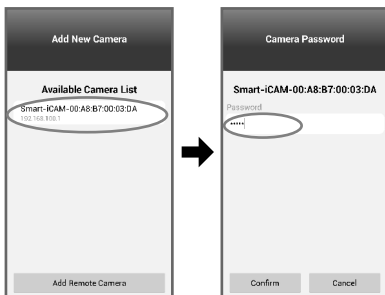 Add New Camera
Available Camera List
Smart-iCAM-00:A8:B7:00:03:DA
192.168.100.1
Add Remote Camera
Camera Password
Smart-iCAM-00:A8:B7:00:03:DA
Password
•••••
Confirm
Cancel